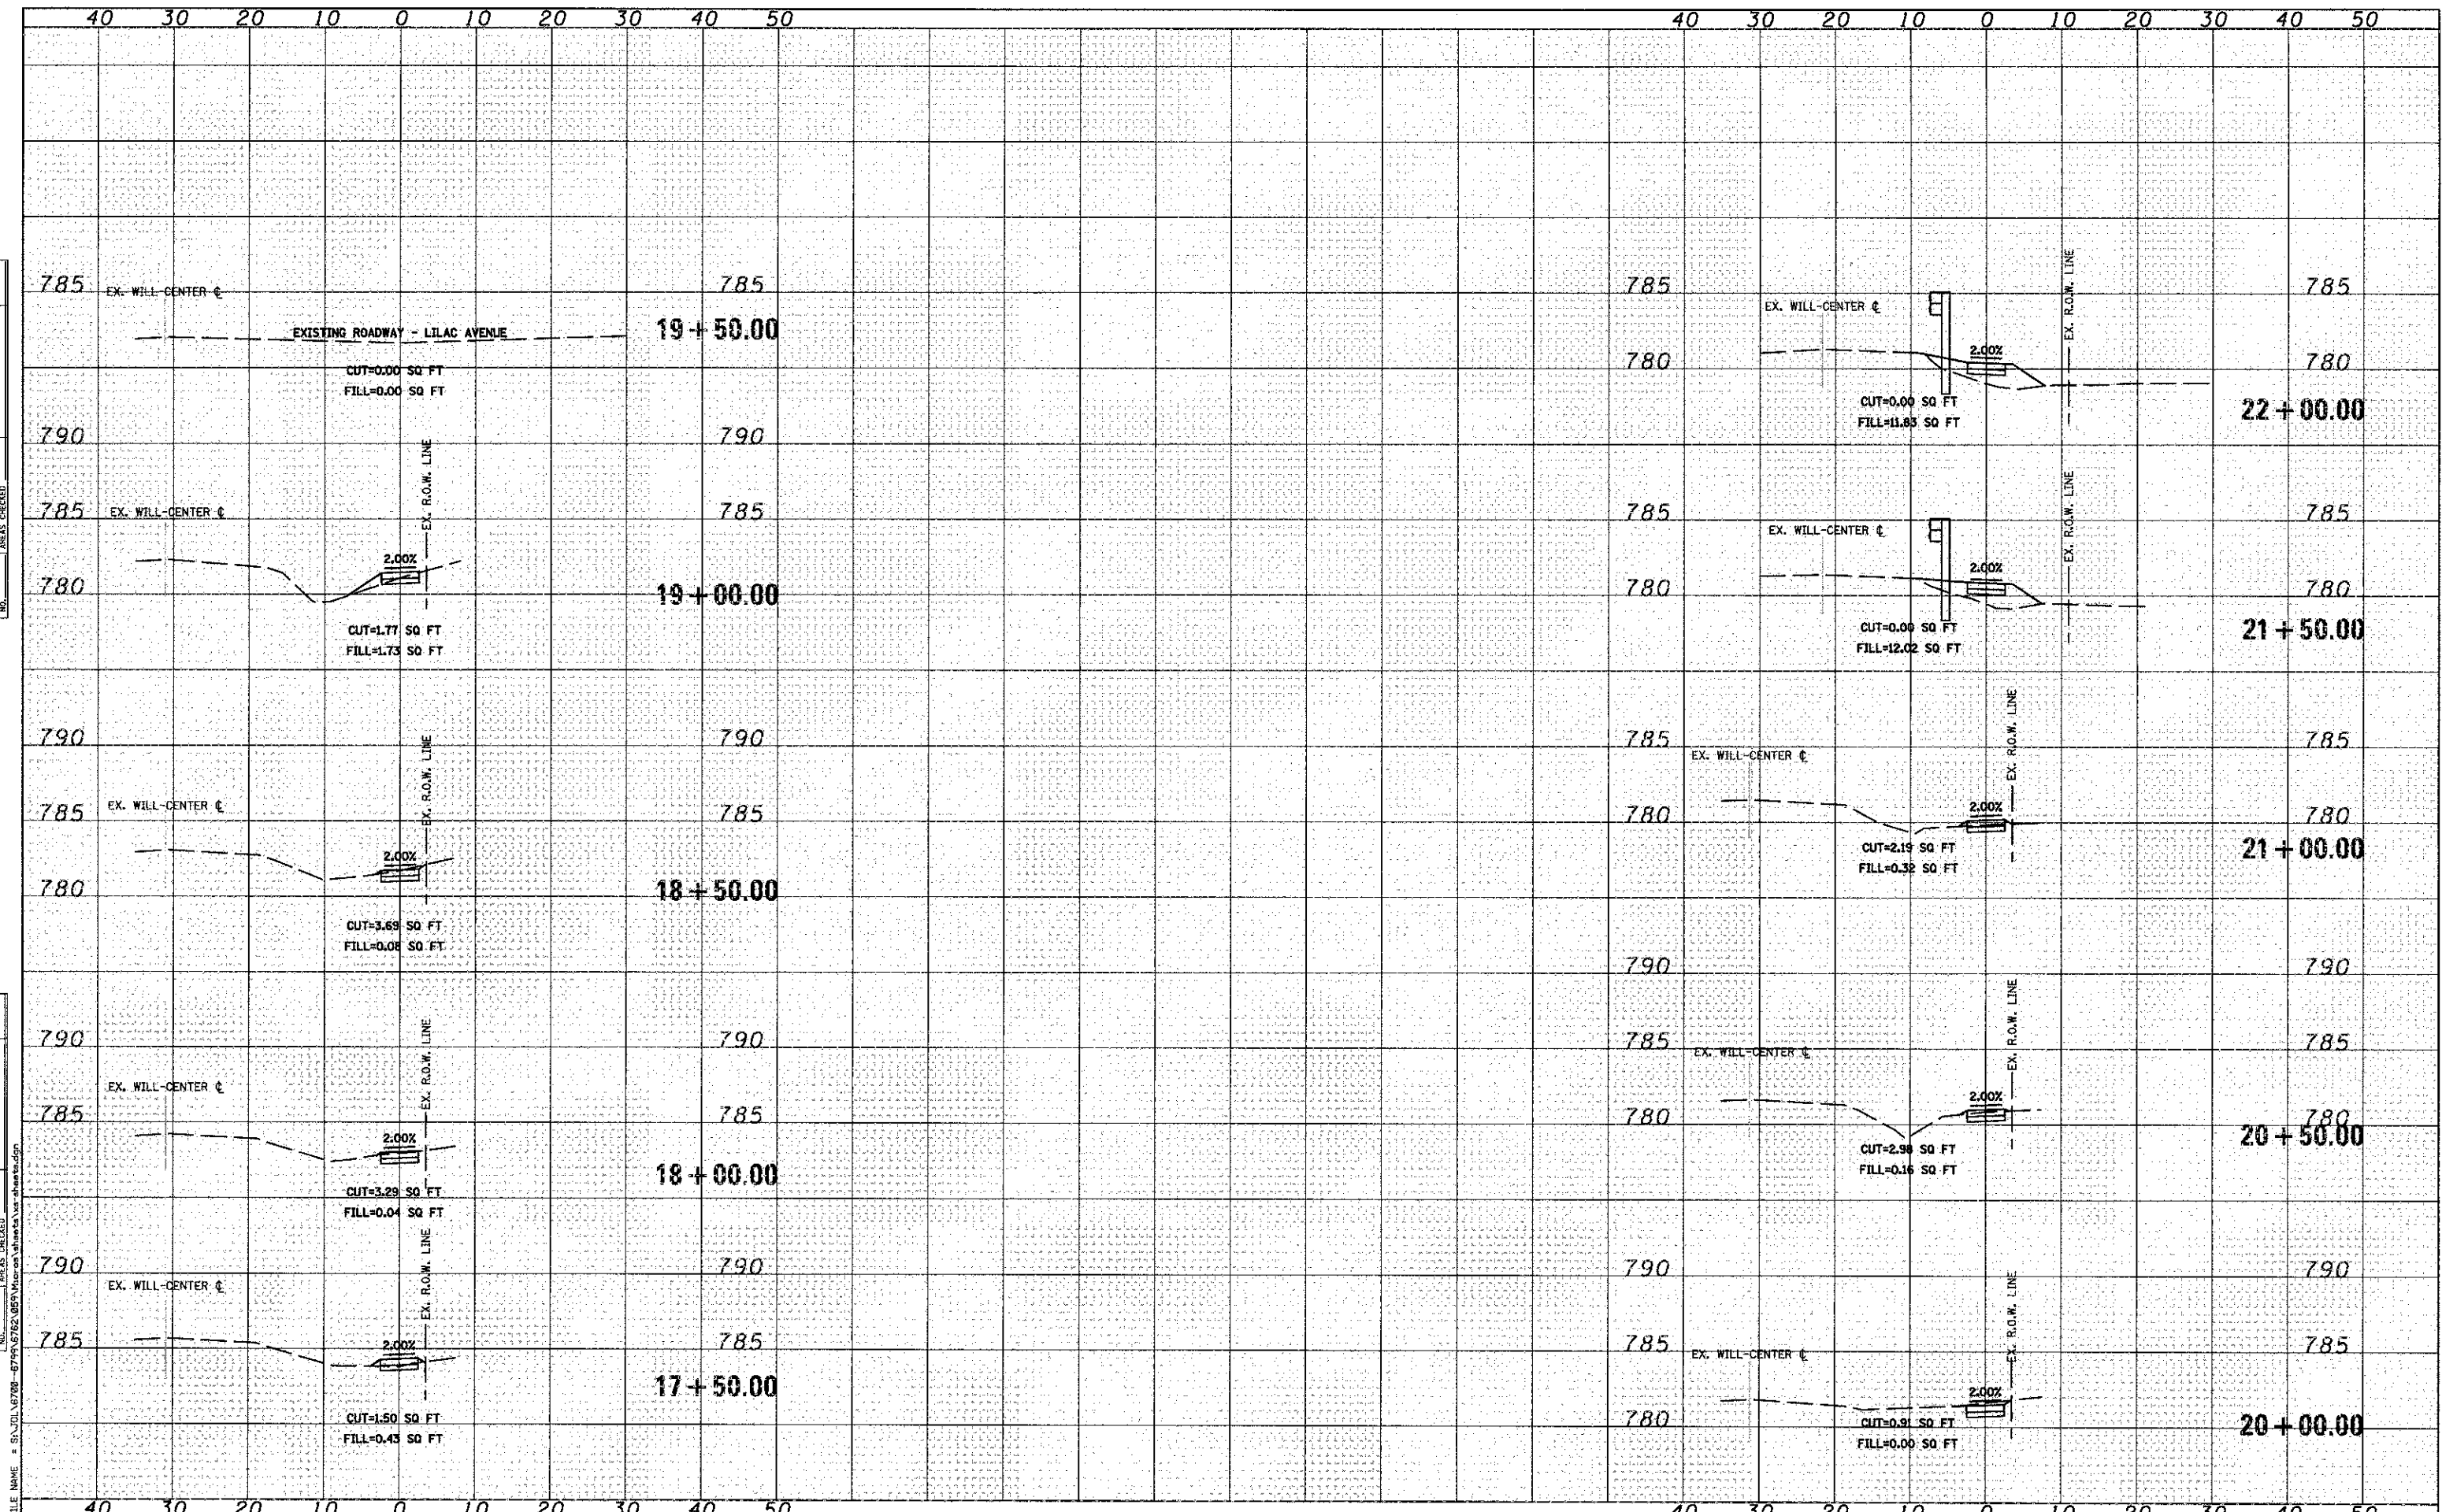 40 30 20 10 0 10 20 30 40 50
40 30 20 10 0 10 20 30 40 50
785 EX. WILL-CENTER ℄ 785
EXISTING ROADWAY - LILAC AVENUE
19 + 50.00
CUT=0.00 SQ FT
FILL=0.00 SQ FT
790 790
EX. R.O.W. LINE
785 EX. WILL-CENTER ℄ 785
2.00%
780
19 + 00.00
CUT=1.77 SQ FT
FILL=1.73 SQ FT
790 790
EX. R.O.W. LINE
EX. WILL-CENTER ℄
785 785
2.00%
780
18 + 50.00
CUT=3.69 SQ FT
FILL=0.08 SQ FT
790 790
EX. R.O.W. LINE
EX. WILL-CENTER ℄
785 785
2.00%
18 + 00.00
CUT=3.29 SQ FT
FILL=0.04 SQ FT
790 790
EX. R.O.W. LINE
EX. WILL-CENTER ℄
785 785
2.00%
17 + 50.00
CUT=1.50 SQ FT
FILL=0.43 SQ FT
785 785
EX. R.O.W. LINE
EX. WILL-CENTER ℄
2.00%
780 780
22 + 00.00
CUT=0.00 SQ FT
FILL=11.83 SQ FT
785 785
EX. R.O.W. LINE
EX. WILL-CENTER ℄
2.00%
780 780
21 + 50.00
CUT=0.00 SQ FT
FILL=12.02 SQ FT
785 785
EX. R.O.W. LINE
EX. WILL-CENTER ℄
2.00%
780 780
21 + 00.00
CUT=2.19 SQ FT
FILL=0.32 SQ FT
790 790
EX. R.O.W. LINE
785 785
EX. WILL-CENTER ℄
2.00%
780 780
20 + 50.00
CUT=2.98 SQ FT
FILL=0.16 SQ FT
790 790
EX. R.O.W. LINE
785 785
EX. WILL-CENTER ℄
2.00%
780
20 + 00.00
CUT=0.91 SQ FT
FILL=0.00 SQ FT
40 30 20 10 0 10 20 30 40 50
40 30 20 10 0 10 20 30 40 50
NO. AREAS CHECKED
NO. AREAS CHECKED